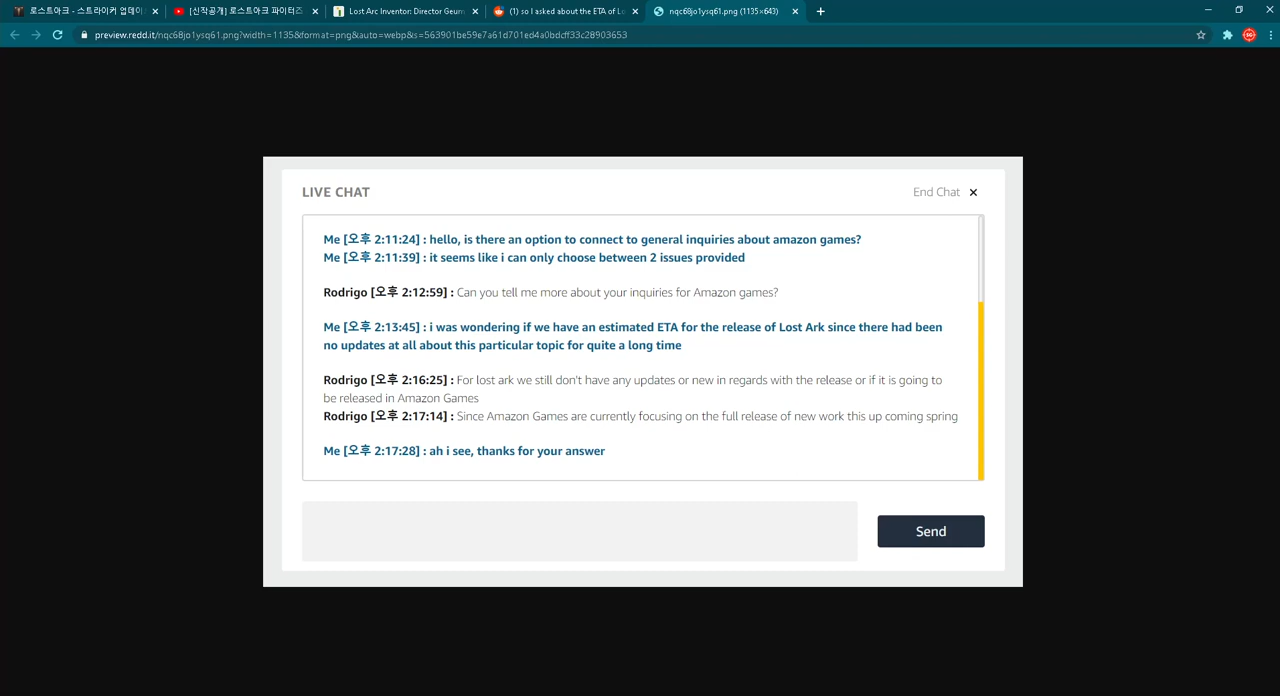 로스트아크 - 스트라이커 업데이
[신작공개] 로스트아크 파이터즈
Lost Arc Inventor: Director Geum
(1) so I asked about the ETA of Lo
nqc68jo1ysq61.png (1135×643)
preview.redd.it/nqc68jo1ysq61.png?width=1135&format=png&auto=webp&s=563901be59e7a61d701ed4a0bdcff33c28903653
LIVE CHAT
End Chat
Me [오후 2:11:24] : hello, is there an option to connect to general inquiries about amazon games?
Me [오후 2:11:39] : it seems like i can only choose between 2 issues provided
Rodrigo [오후 2:12:59] : Can you tell me more about your inquiries for Amazon games?
Me [오후 2:13:45] : i was wondering if we have an estimated ETA for the release of Lost Ark since there had been
no updates at all about this particular topic for quite a long time
Rodrigo [오후 2:16:25] : For lost ark we still don't have any updates or new in regards with the release or if it is going to
be released in Amazon Games
Rodrigo [오후 2:17:14] : Since Amazon Games are currently focusing on the full release of new work this up coming spring
Me [오후 2:17:28] : ah i see, thanks for your answer
Send